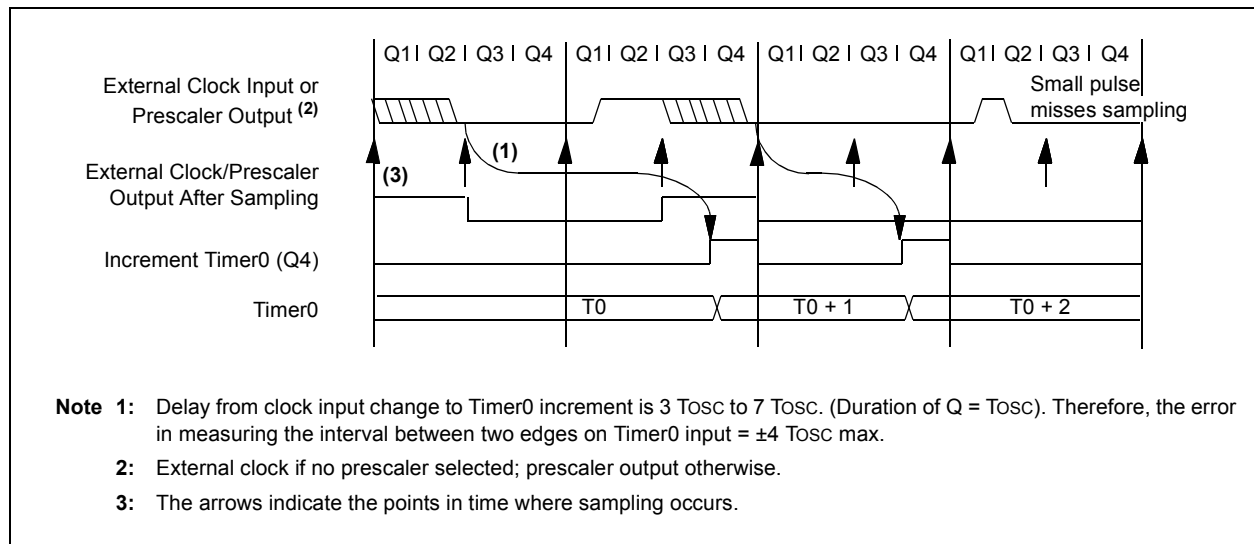 Q1 Q2 Q3 Q4 Q1 Q2 Q3 Q4 Q1 Q2 Q3 Q4 Q1 Q2 Q3 Q4
External Clock Input or
Prescaler Output (2)
Small pulse
misses sampling
(1)
(3)
External Clock/Prescaler
Output After Sampling
Increment Timer0 (Q4)
Timer0
T0
T0 + 1
T0 + 2
Note 1: Delay from clock input change to Timer0 increment is 3 TOSC to 7 TOSC. (Duration of Q = TOSC). Therefore, the error
in measuring the interval between two edges on Timer0 input = ±4 TOSC max.
2: External clock if no prescaler selected; prescaler output otherwise.
3: The arrows indicate the points in time where sampling occurs.